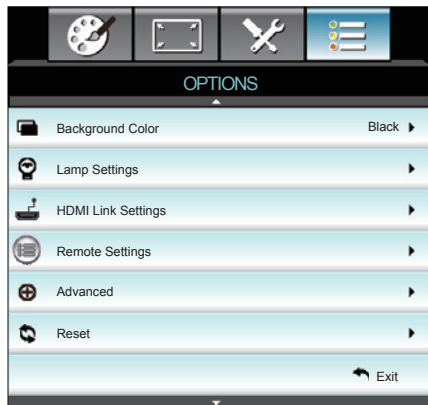 OPTIONS
Background Color Black
Lamp Settings
HDMI Link Settings
Remote Settings
Advanced
Reset
Exit